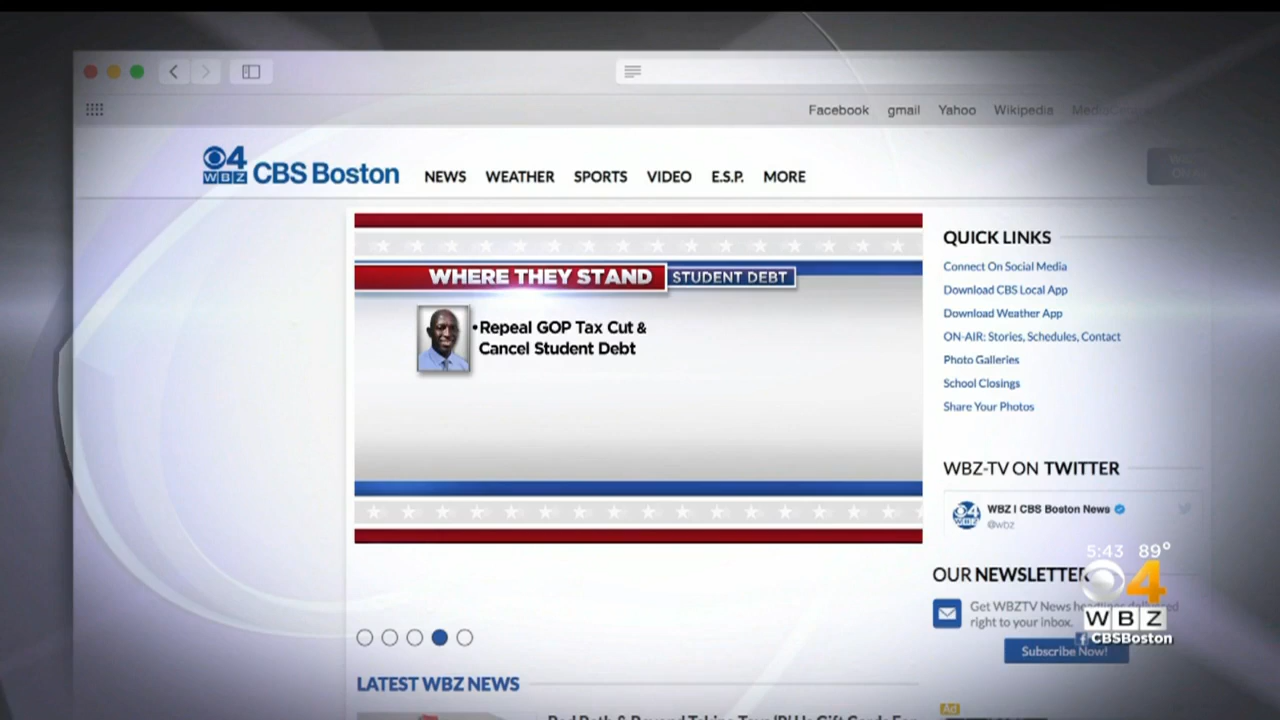 Facebook gmail Yahoo Wikipedia
4
WBZ CBS Boston NEWS WEATHER SPORTS VIDEO E.S.P. MORE
WHERE THEY STAND STUDENT DEBT
•Repeal GOP Tax Cut &
Cancel Student Debt
QUICK LINKS
Connect On Social Media
Download CBS Local App
Download Weather App
ON-AIR: Stories, Schedules, Contact
Photo Galleries
School Closings
Share Your Photos
WBZ-TV ON TWITTER
WBZ | CBS Boston News
@wbz
5:43 89°
OUR NEWSLETTER
4
Get WBZTV News headlines delivered
right to your inbox.
WBZ
CBSBoston
Subscribe Now!
LATEST WBZ NEWS
Ad